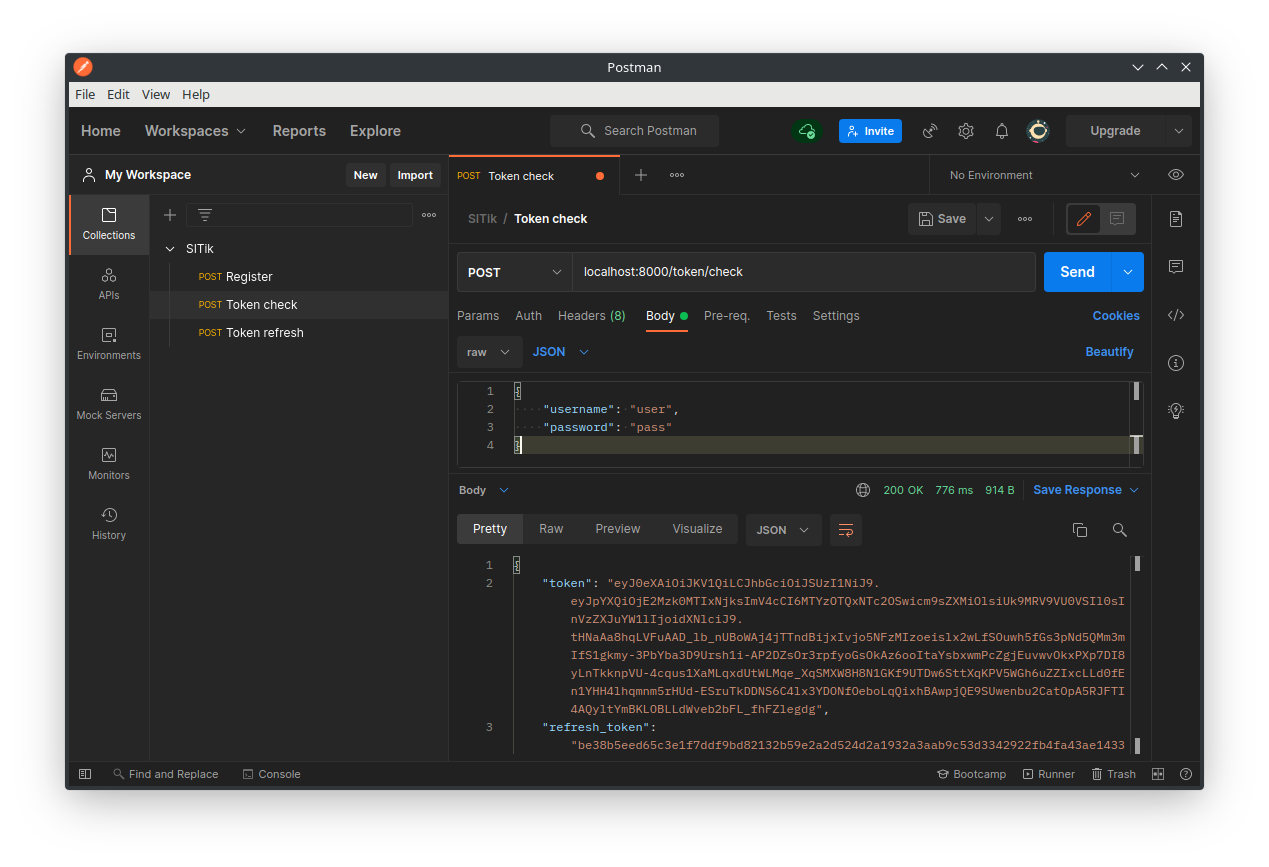 Postman
File Edit View Help
Home Workspaces Reports Explore Search Postman Invite Upgrade
My Workspace New Import
POST Token check
No Environment
Collections
APIs
Environments
Mock Servers
Monitors
History
SITik
POST Register
POST Token check
POST Token refresh
SITik / Token check Save
POST localhost:8000/token/check Send
Params Auth Headers (8) Body Pre-req. Tests Settings Cookies
raw JSON Beautify
1 {
2 "username": "user",
3 "password": "pass"
4 }
Body 200 OK 776 ms 914 B Save Response
Pretty Raw Preview Visualize JSON
1 {
2 "token": "eyJ0eXAiOiJKV1QiLCJhbGciOiJSUzI1NiJ9.
eyJpYXQiOjE2Mzk0MTIxNjksImV4cCI6MTYzOTQxNTc2OSwicm9sZXMiOlsiUk9MRV9VU0VSIl0sI
nVzZXJuYW1lIjoidXNlciJ9.
tHNaAa8hqLVFuAAD_lb_nUBoWAj4jTTndBijxIvjo5NFzMIzoeislx2wLfSOuwh5fGs3pNd5QMm3m
IfS1gkmy-3PbYba3D9Ursh1i-AP2DZsOr3rpfyoGsOkAz6ooItaYsbxwmPcZgjEuvwvOkxPXp7DI8
yLnTkknpVU-4cqus1XaMLqxdUtWLMqe_XqSMXW8H8N1GKf9UTDw6SttXqKPV5WGh6uZZIxcLLd0fE
n1YHH4lhqmnm5rHUd-ESruTkDDNS6C4lx3YDONfOeboLqQixhBAwpjQE9SUwenbu2CatOpA5RJFTI
4AQyltYmBKLOBLLdWveb2bFL_fhFZlegdg",
3 "refresh_token":
"be38b5eed65c3e1f7ddf9bd82132b59e2a2d524d2a1932a3aab9c53d3342922fb4fa43ae1433
Find and Replace Console Bootcamp Runner Trash